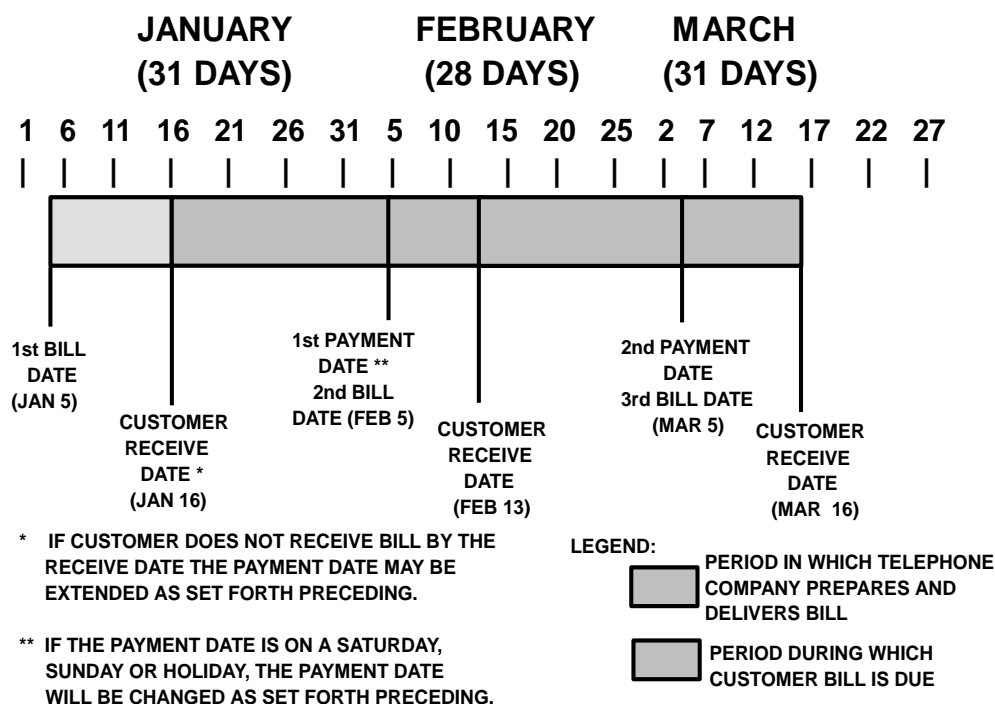 JANUARY FEBRUARY MARCH
(31 DAYS) (28 DAYS) (31 DAYS)
1 6 11 16 21 26 31 5 10 15 20 25 2 7 12 17 22 27
1st BILL
DATE
(JAN 5)
CUSTOMER
RECEIVE
DATE *
(JAN 16)
1st PAYMENT
DATE **
2nd BILL
DATE (FEB 5)
CUSTOMER
RECEIVE
DATE
(FEB 13)
2nd PAYMENT
DATE
3rd BILL DATE
(MAR 5)
CUSTOMER
RECEIVE
DATE
(MAR 16)
* IF CUSTOMER DOES NOT RECEIVE BILL BY THE
RECEIVE DATE THE PAYMENT DATE MAY BE
EXTENDED AS SET FORTH PRECEDING.
** IF THE PAYMENT DATE IS ON A SATURDAY,
SUNDAY OR HOLIDAY, THE PAYMENT DATE
WILL BE CHANGED AS SET FORTH PRECEDING.
LEGEND:
PERIOD IN WHICH TELEPHONE
COMPANY PREPARES AND
DELIVERS BILL
PERIOD DURING WHICH
CUSTOMER BILL IS DUE